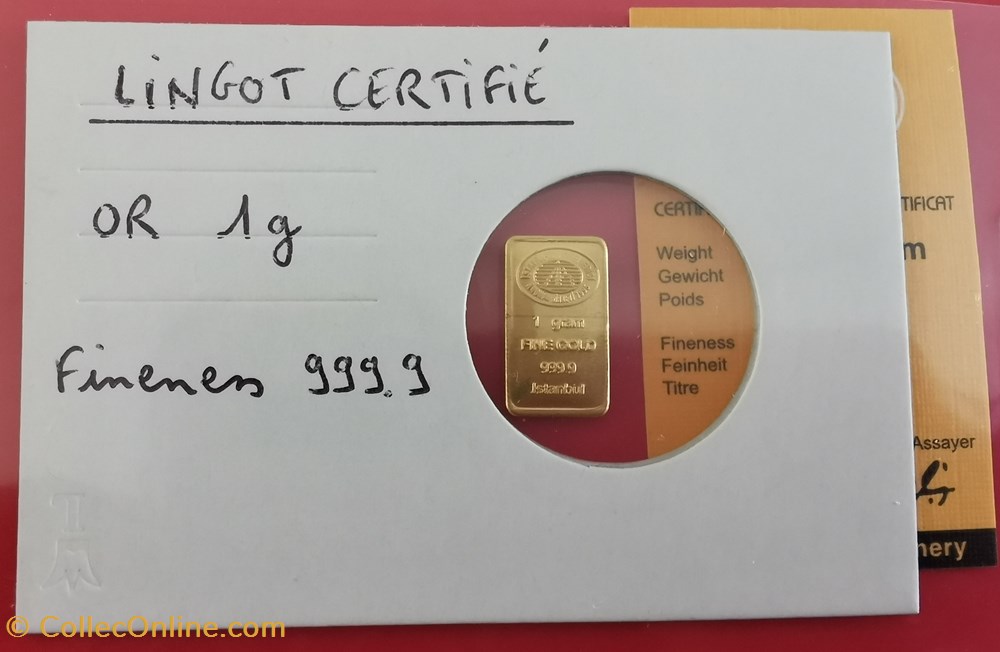 LiNGOT CERTiFiÉ
OR 1g
Fineness 999.9
1 gram
FINE GOLD
999.9
Istanbul
CERTIF
Weight
Gewicht
Poids
Fineness
Feinheit
Titre
TIFICAT
m
Assayer
nery
© CollecOnline.com